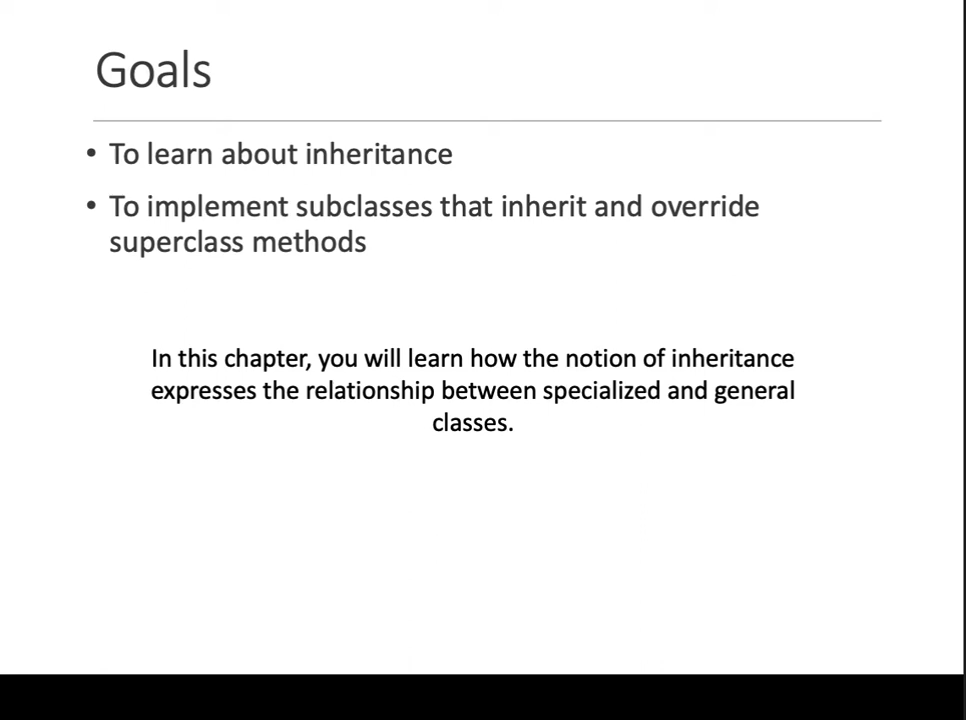 Goals
• To learn about inheritance
• To implement subclasses that inherit and override
superclass methods
In this chapter, you will learn how the notion of inheritance
expresses the relationship between specialized and general
classes.